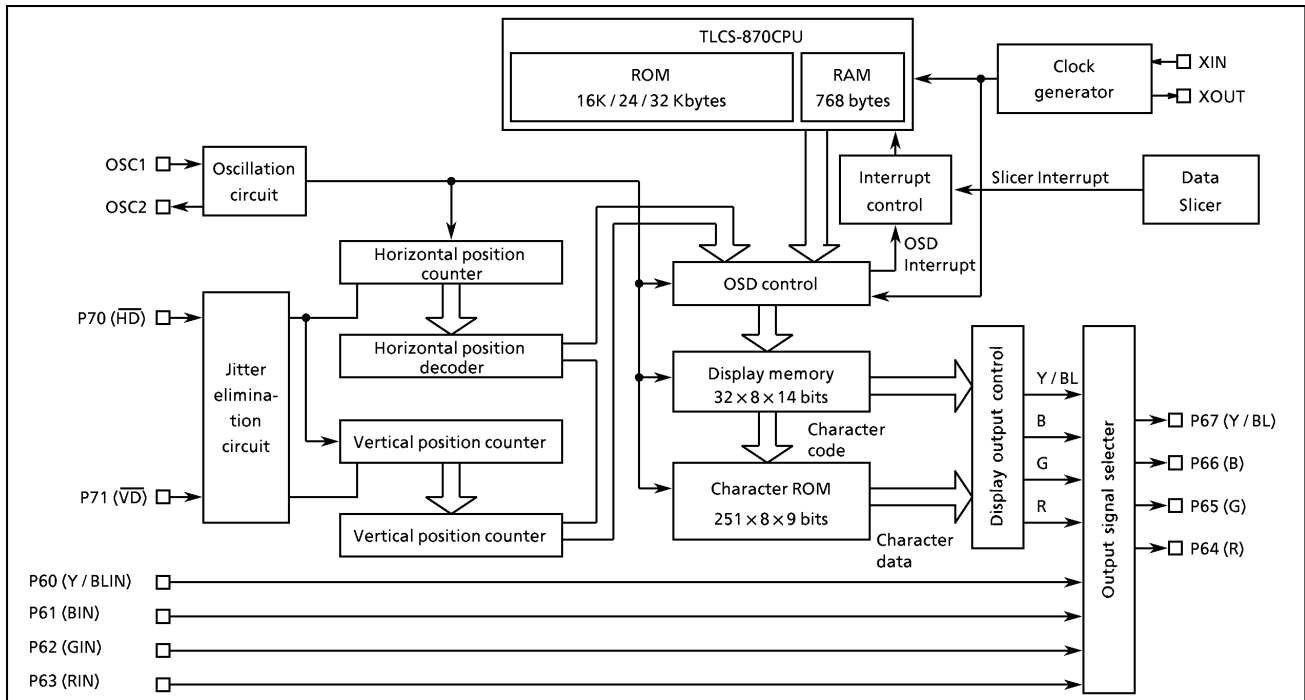 TLCS-870CPU
ROM
16K / 24 / 32 Kbytes
RAM
768 bytes
Clock
generator
XIN
XOUT
OSC1
OSC2
Oscillation
circuit
Interrupt
control
Slicer Interrupt
Data
Slicer
OSD
Interrupt
Horizontal position
counter
OSD control
P70 (H̅D̅)
Jitter
elimina-
tion
circuit
Horizontal position
decoder
Display memory
32 × 8 × 14 bits
Display output control
Y / BL
B
G
R
Output signal selecter
P67 (Y / BL)
P66 (B)
P65 (G)
P64 (R)
Vertical position counter
Character
code
P71 (V̅D̅)
Character ROM
251 × 8 × 9 bits
Vertical position counter
Character
data
P60 (Y / BLIN)
P61 (BIN)
P62 (GIN)
P63 (RIN)